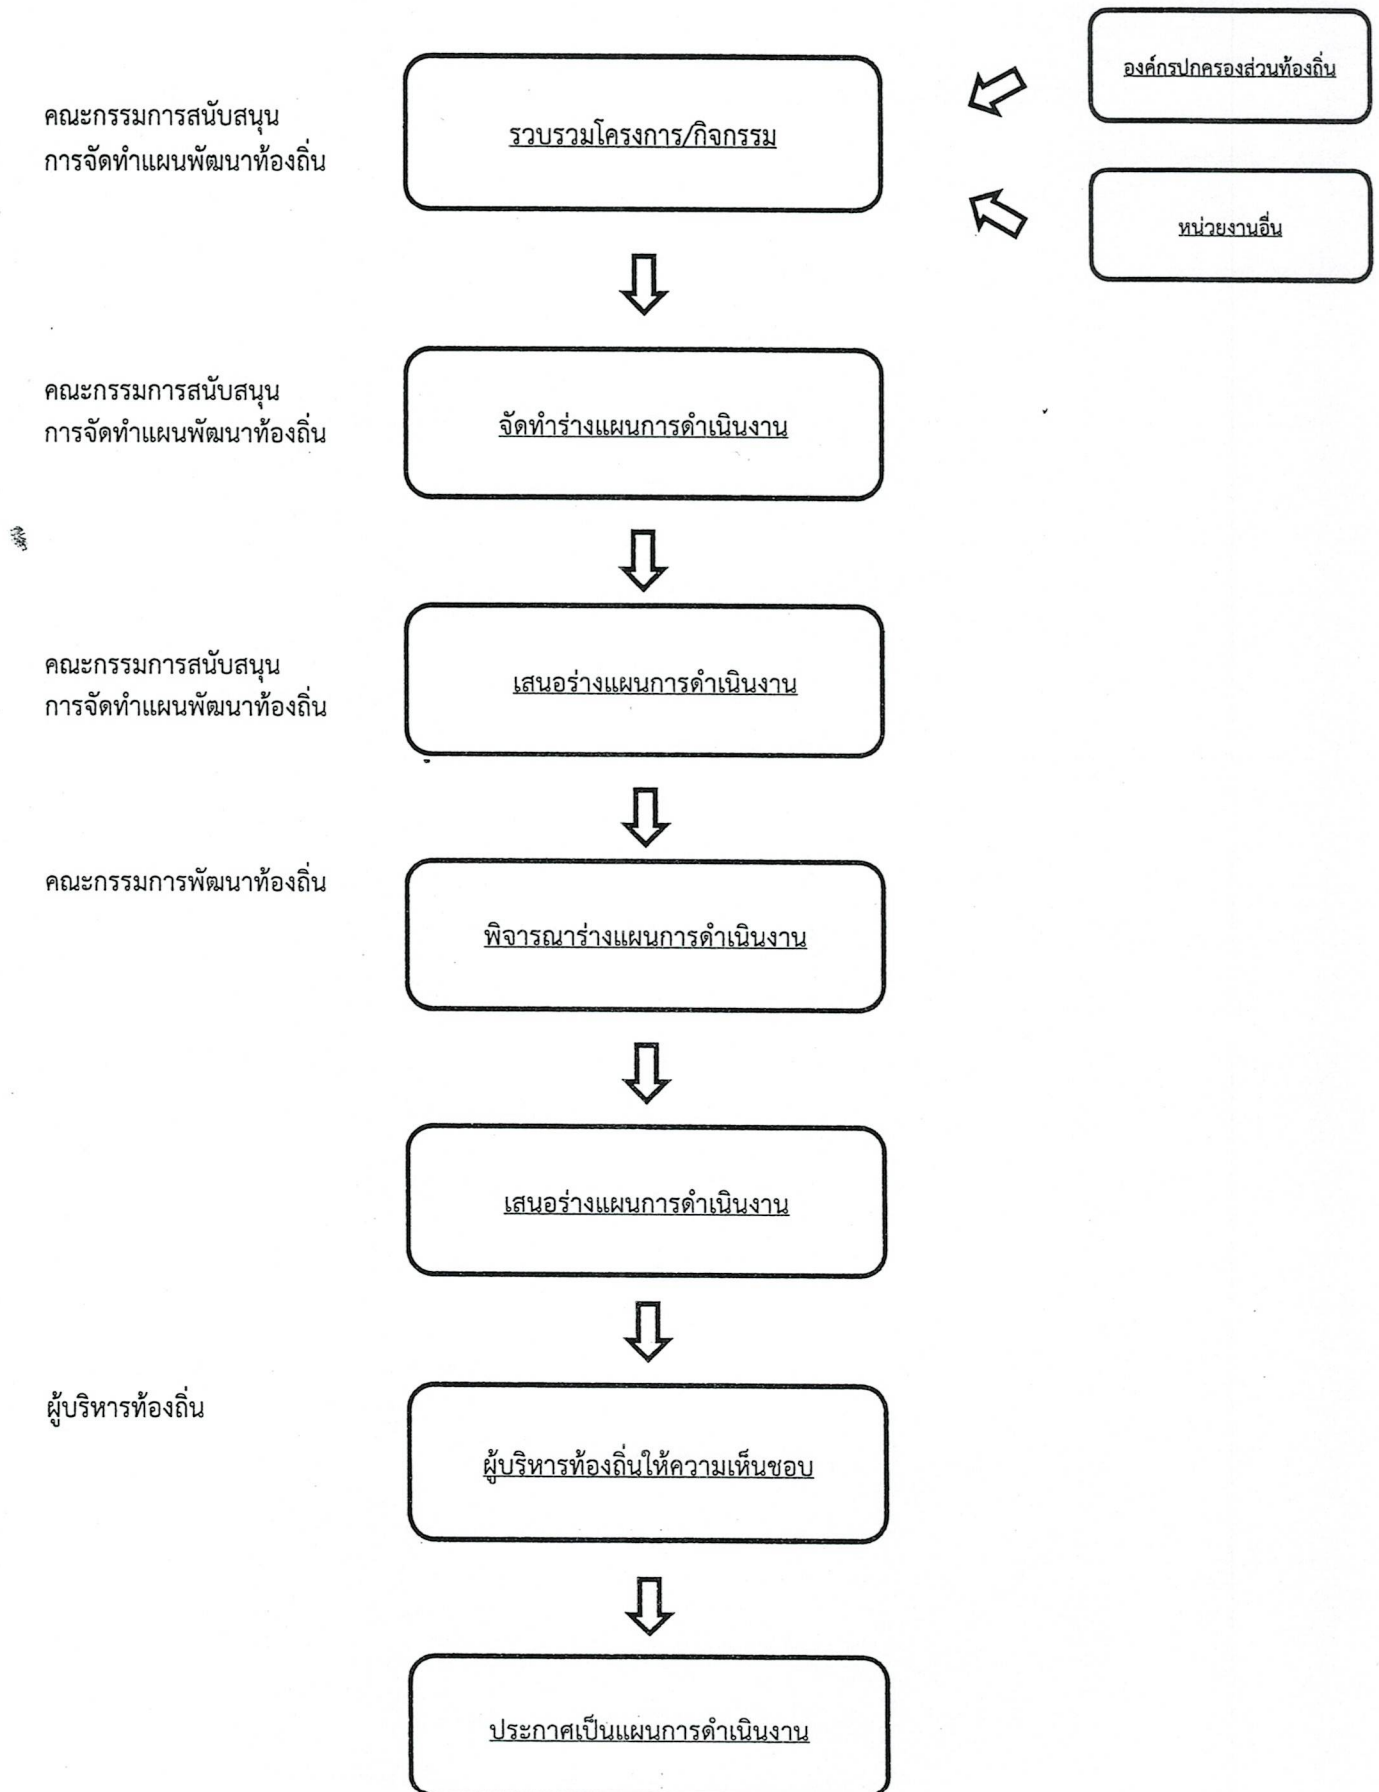 องค์กรปกครองส่วนท้องถิ่น
คณะกรรมการสนับสนุน
การจัดทำแผนพัฒนาท้องถิ่น
รวบรวมโครงการ/กิจกรรม
หน่วยงานอื่น
คณะกรรมการสนับสนุน
การจัดทำแผนพัฒนาท้องถิ่น
จัดทำร่างแผนการดำเนินงาน
คณะกรรมการสนับสนุน
การจัดทำแผนพัฒนาท้องถิ่น
เสนอร่างแผนการดำเนินงาน
คณะกรรมการพัฒนาท้องถิ่น
พิจารณาร่างแผนการดำเนินงาน
เสนอร่างแผนการดำเนินงาน
ผู้บริหารท้องถิ่น
ผู้บริหารท้องถิ่นให้ความเห็นชอบ
ประกาศเป็นแผนการดำเนินงาน